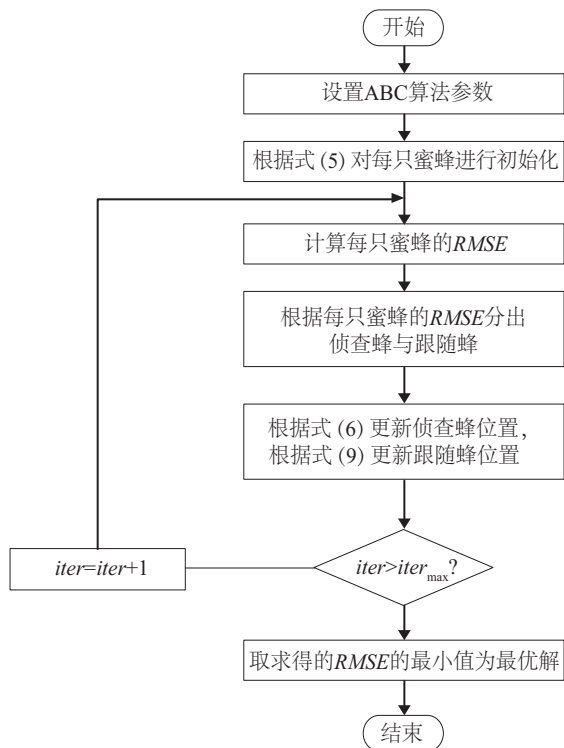 开始
设置ABC算法参数
根据式 (5) 对每只蜜蜂进行初始化
计算每只蜜蜂的RMSE
根据每只蜜蜂的RMSE分出
侦查蜂与跟随蜂
根据式 (6) 更新侦查蜂位置,
根据式 (9) 更新跟随蜂位置
iter=iter+1
iter>iter_max?
取求得的RMSE的最小值为最优解
结束